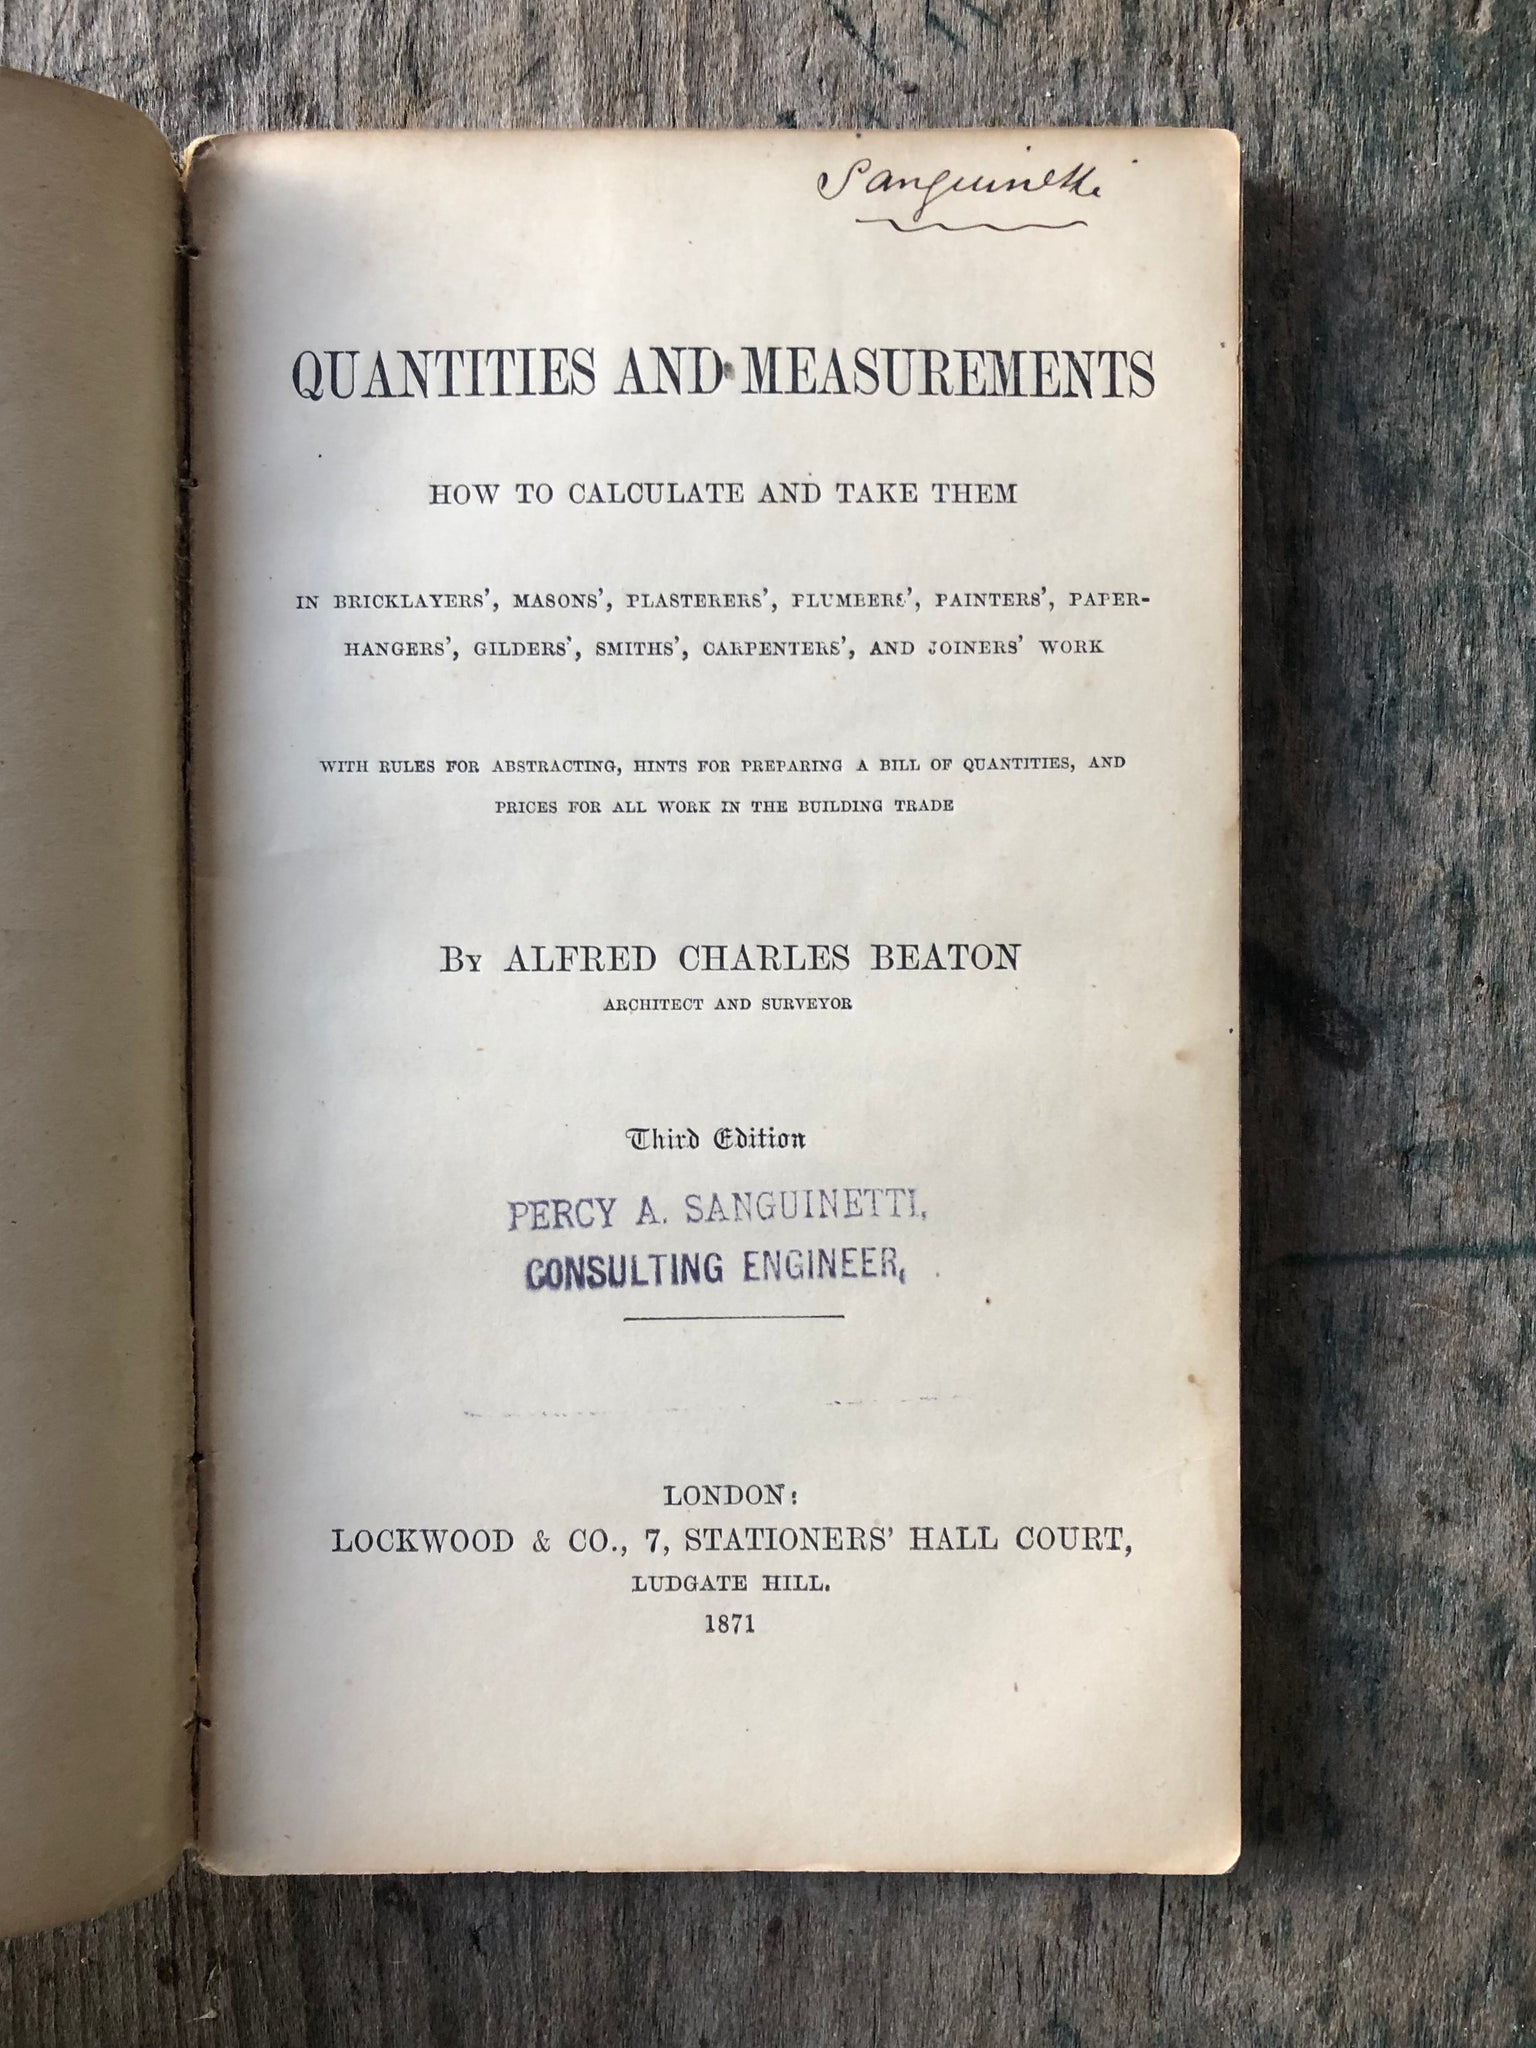 Sanguinetti
QUANTITIES AND MEASUREMENTS
HOW TO CALCULATE AND TAKE THEM
IN BRICKLAYERS', MASONS', PLASTERERS', PLUMBERS', PAINTERS', PAPER-
HANGERS', GILDERS', SMITHS', CARPENTERS', AND JOINERS' WORK
WITH RULES FOR ABSTRACTING, HINTS FOR PREPARING A BILL OF QUANTITIES, AND
PRICES FOR ALL WORK IN THE BUILDING TRADE
BY ALFRED CHARLES BEATON
ARCHITECT AND SURVEYOR
Third Edition
PERCY A. SANGUINETTI,
CONSULTING ENGINEER,
LONDON:
LOCKWOOD & CO., 7, STATIONERS' HALL COURT,
LUDGATE HILL.
1871